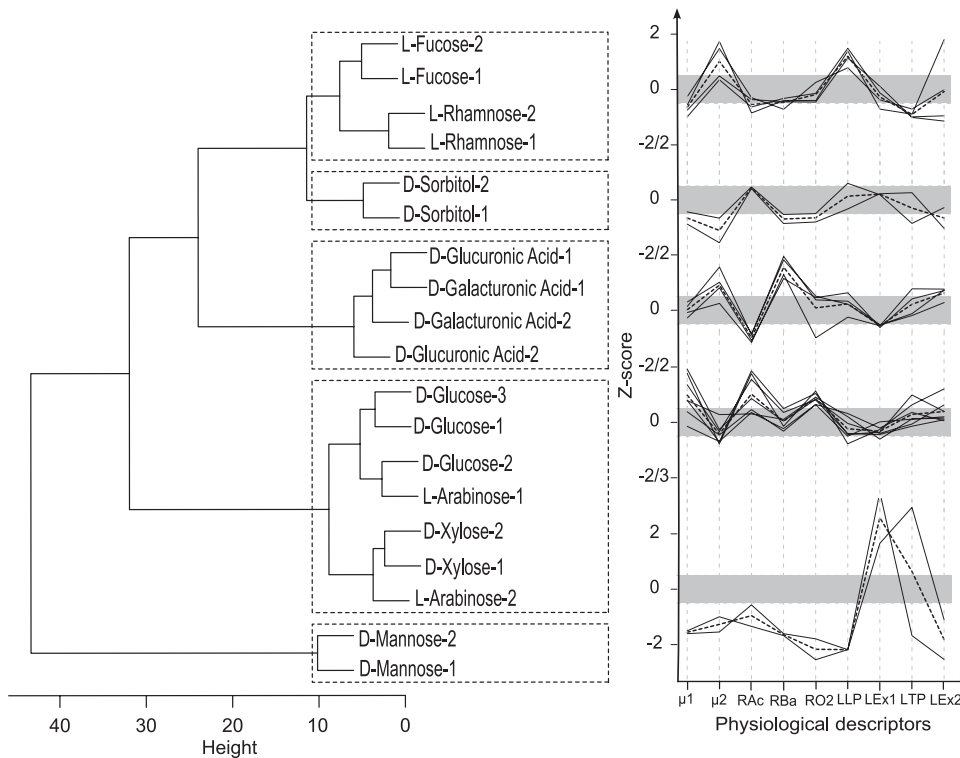 L-Fucose-2
L-Fucose-1
L-Rhamnose-2
L-Rhamnose-1
D-Sorbitol-2
D-Sorbitol-1
D-Glucuronic Acid-1
D-Galacturonic Acid-1
D-Galacturonic Acid-2
D-Glucuronic Acid-2
D-Glucose-3
D-Glucose-1
D-Glucose-2
L-Arabinose-1
D-Xylose-2
D-Xylose-1
L-Arabinose-2
D-Mannose-2
D-Mannose-1
40 30 20 10 0
Height
Z-score
2
0
-2/2
0
-2/2
0
-2/2
0
-2/3
2
0
-2
μ1 μ2 RAc RBa RO2 LLP LEx1 LTP LEx2
Physiological descriptors